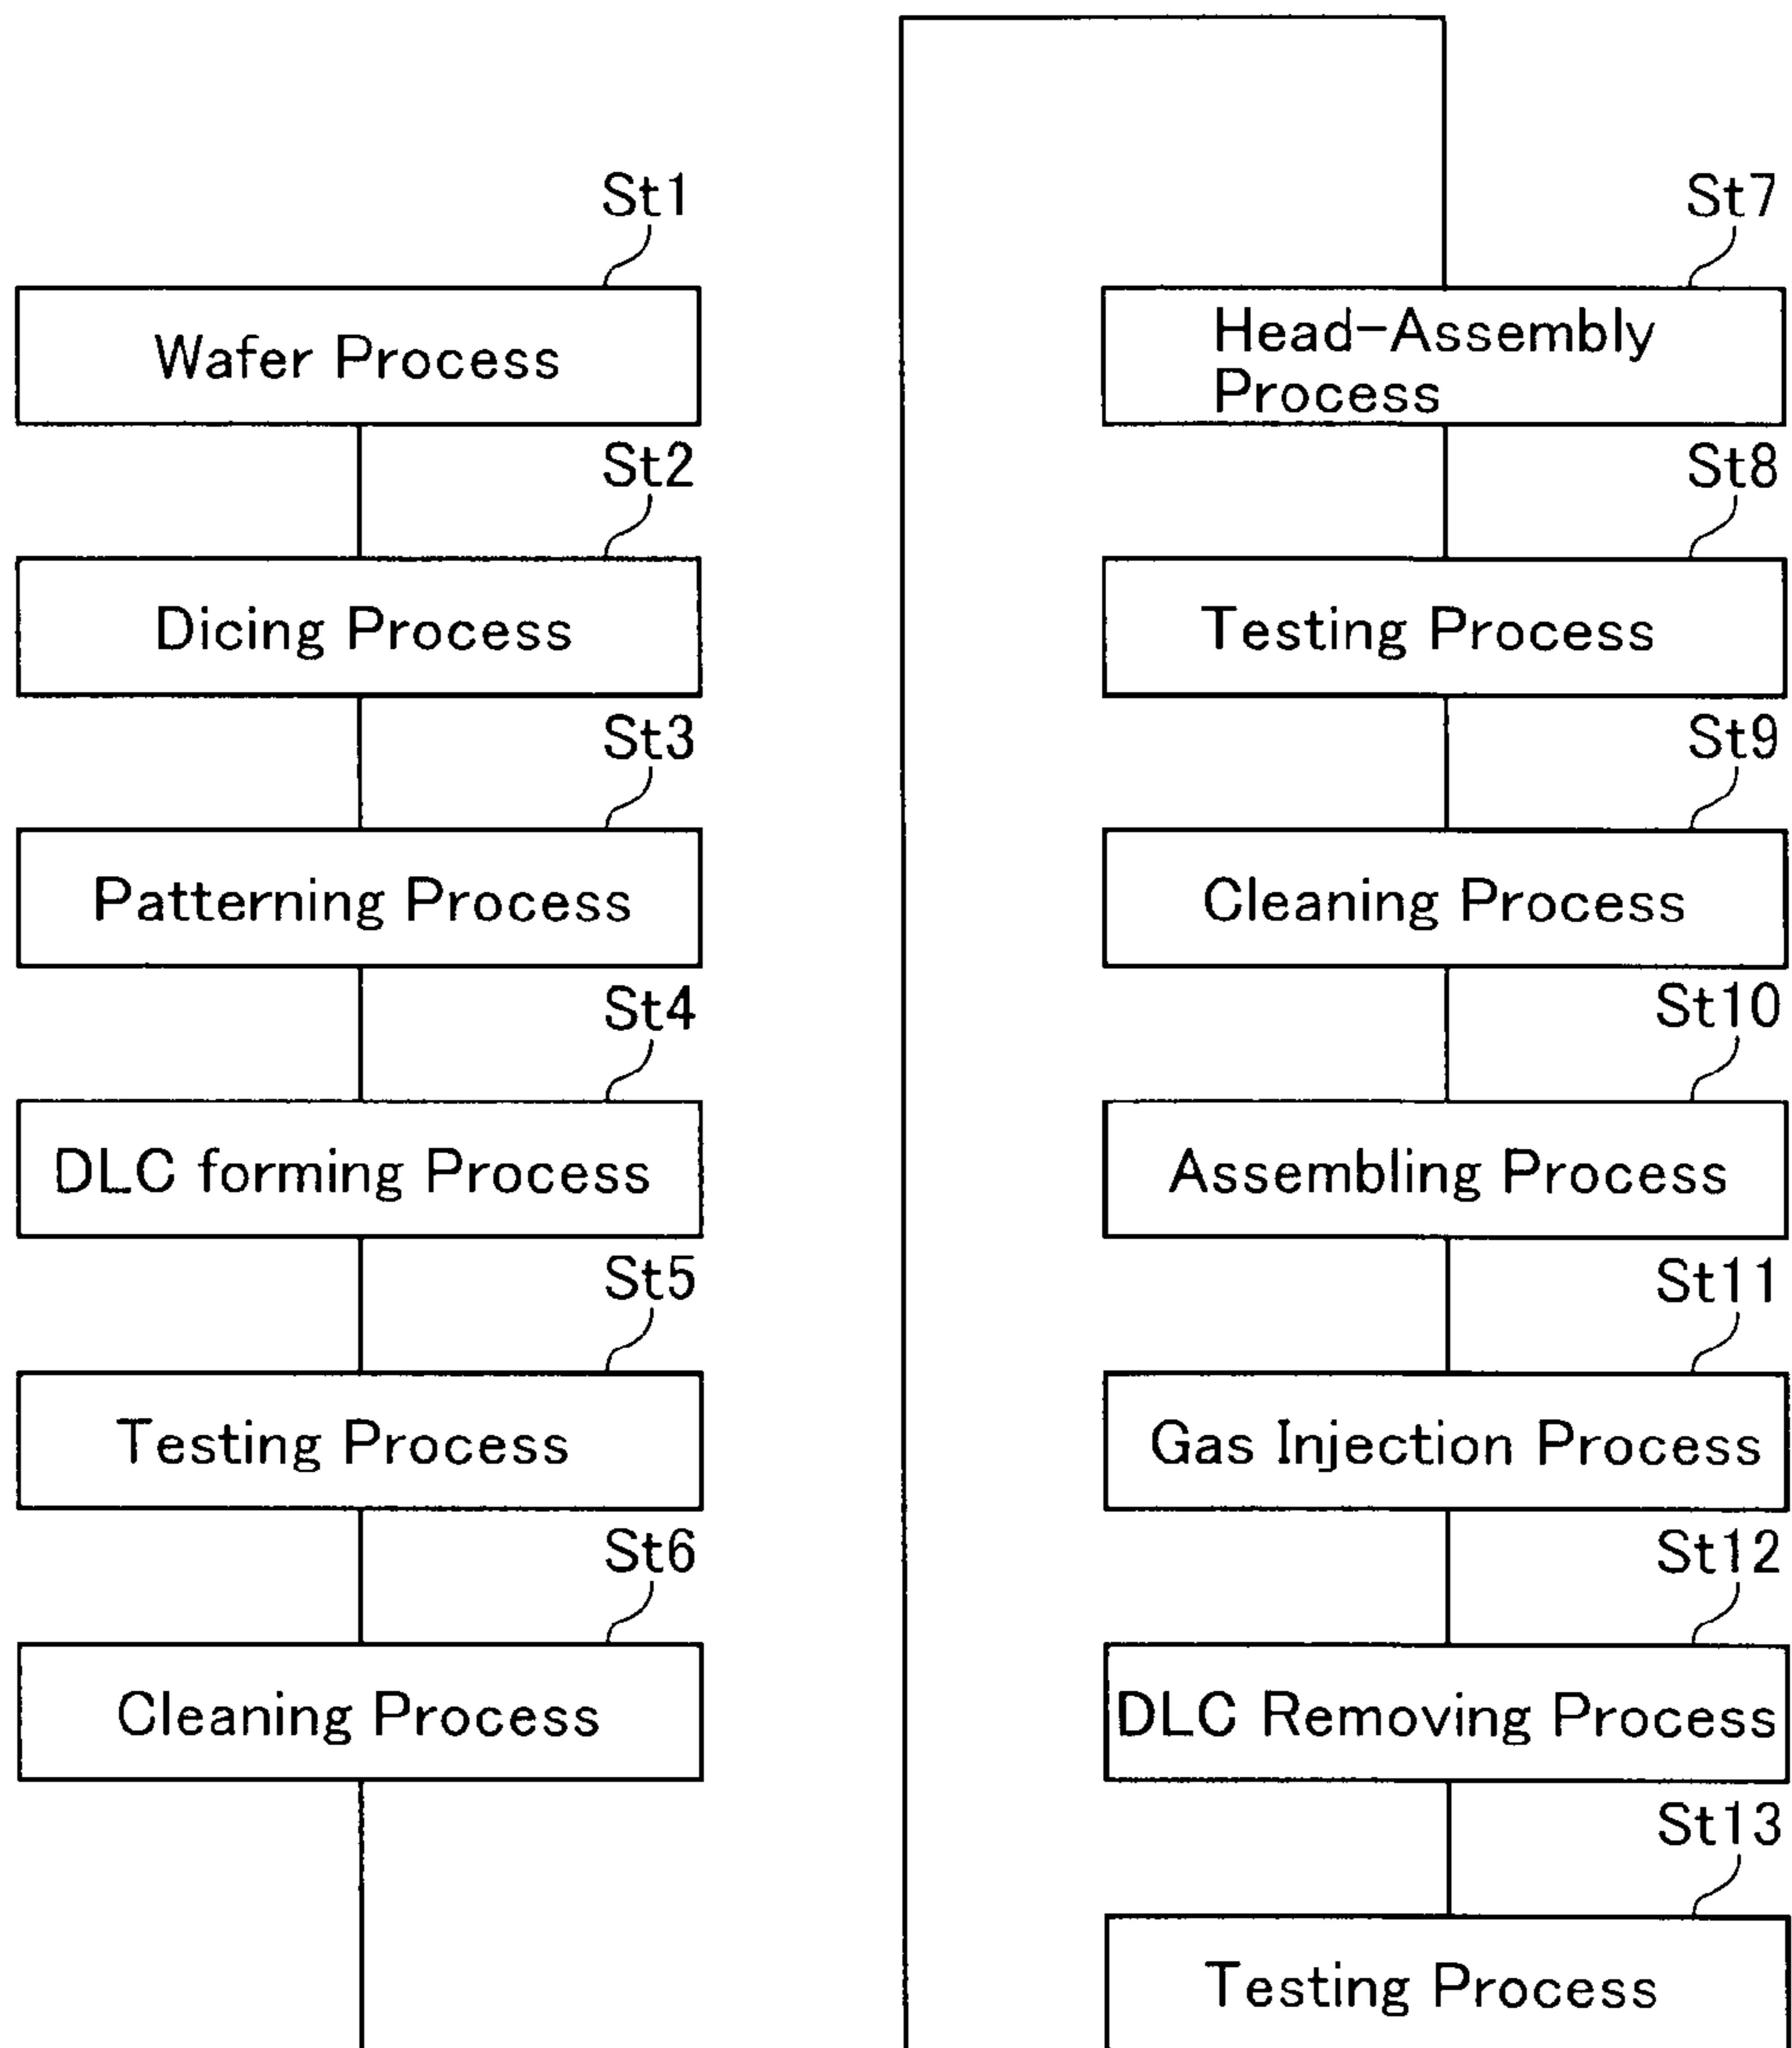 St1
Wafer Process
St2
Dicing Process
St3
Patterning Process
St4
DLC forming Process
St5
Testing Process
St6
Cleaning Process
St7
Head-Assembly
Process
St8
Testing Process
St9
Cleaning Process
St10
Assembling Process
St11
Gas Injection Process
St12
DLC Removing Process
St13
Testing Process